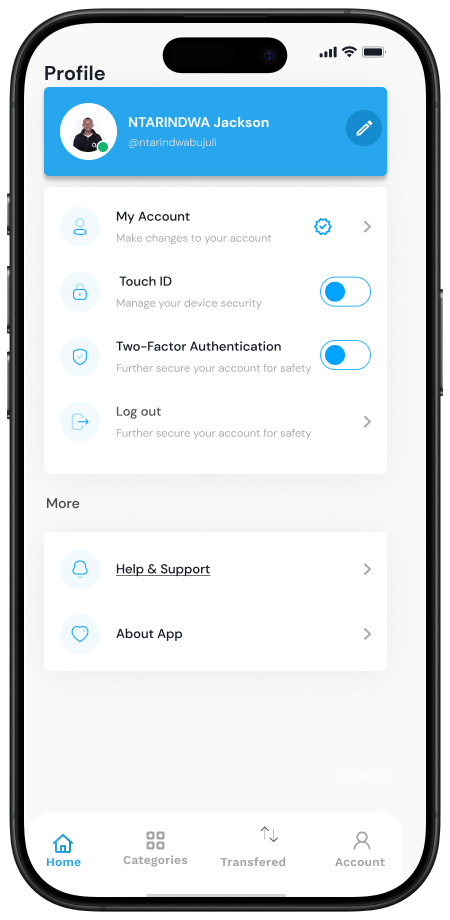 Profile
NTARINDWA Jackson
@ntarindwabujuli
My Account
Make changes to your account
Touch ID
Manage your device security
Two-Factor Authentication
Further secure your account for safety
Log out
Further secure your account for safety
More
Help & Support
About App
Home
Categories
Transfered
Account